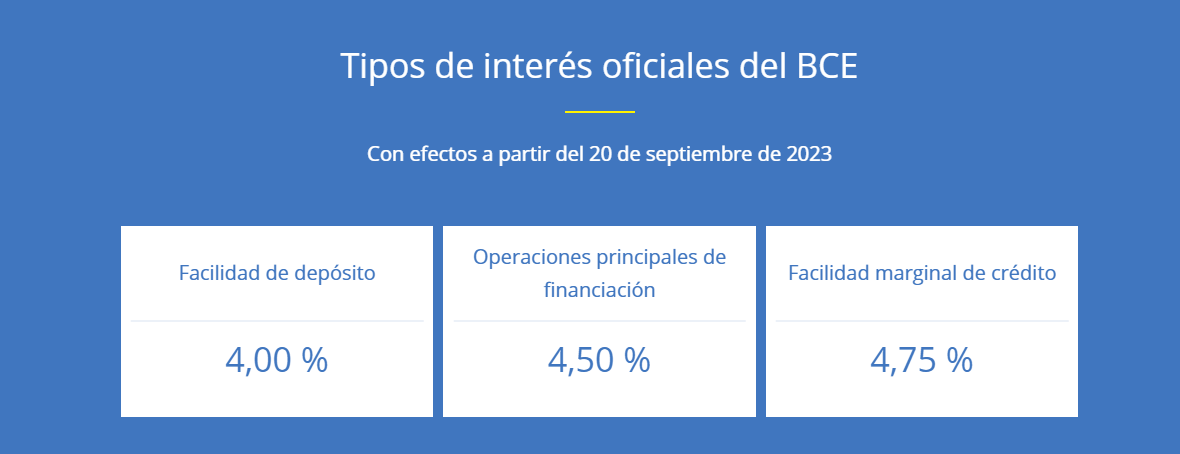 Tipos de interés oficiales del BCE
Con efectos a partir del 20 de septiembre de 2023
Facilidad de depósito
4,00 %
Operaciones principales de
financiación
4,50 %
Facilidad marginal de crédito
4,75 %